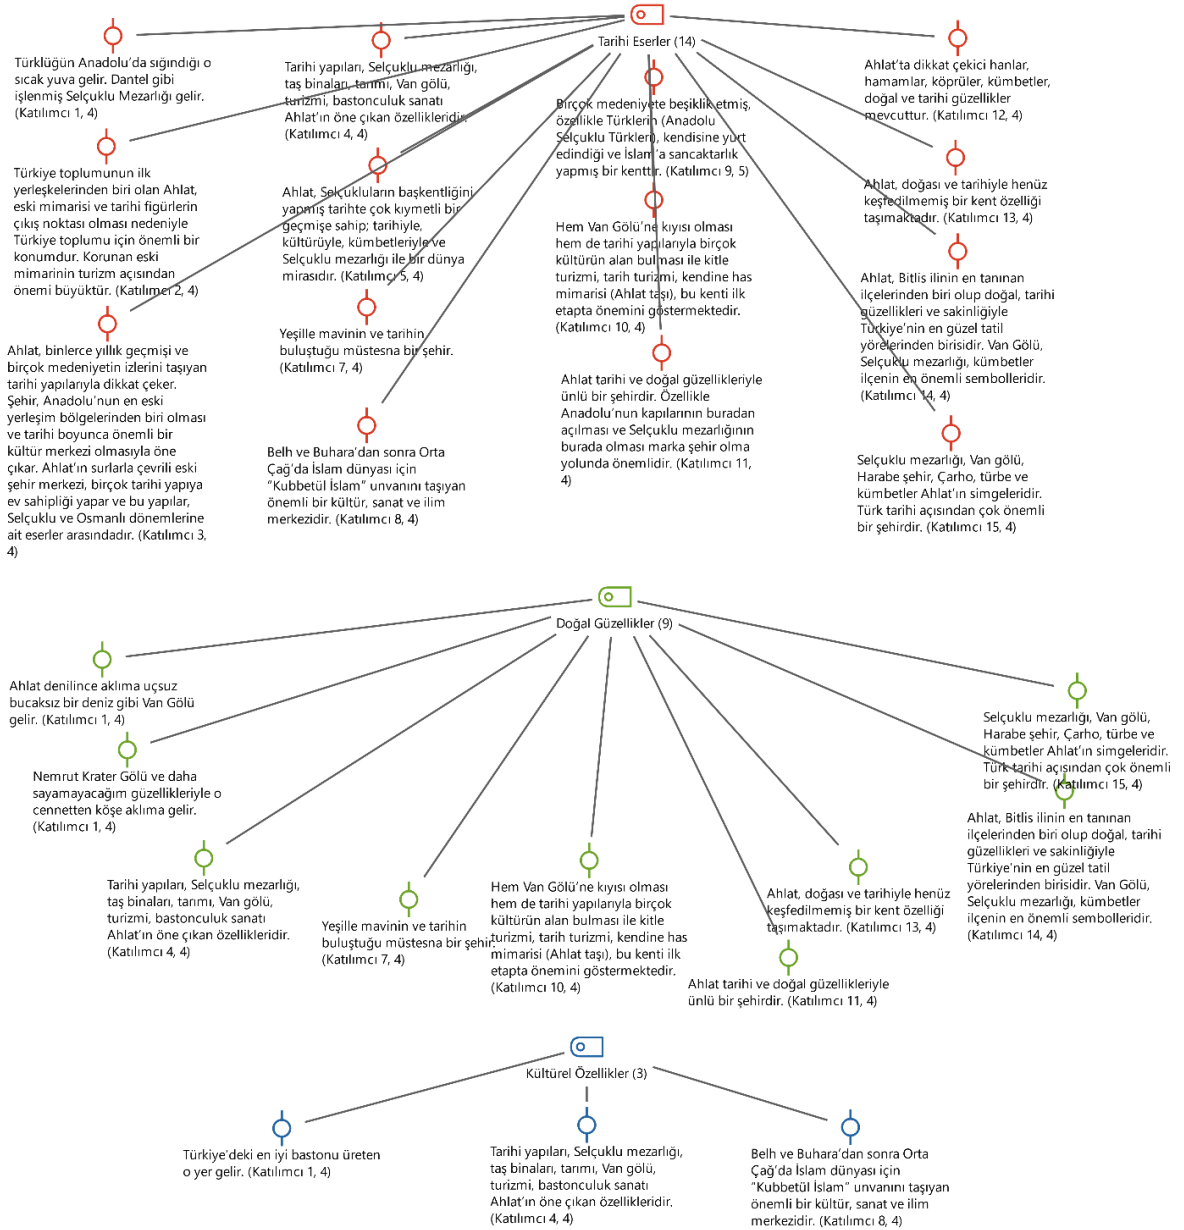 Tarihi Eserler (14)
Türklüğün Anadolu’da sığındığı o
sıcak yuva gelir. Dantel gibi
işlenmiş Selçuklu Mezarlığı gelir.
(Katılımcı 1, 4)
Tarihi yapıları, Selçuklu mezarlığı,
taş binaları, tarımı, Van gölü,
turizmi, bastonculuk sanatı
Ahlat’ın öne çıkan özellikleridir.
(Katılımcı 4, 4)
Birçok medeniyete beşiklik etmiş,
özellikle Türklerin (Anadolu
Selçuklu Türkleri), kendisine yurt
edindiği ve İslam’a sancaktarlık
yapmış bir kenttir. (Katılımcı 9, 5)
Ahlat’ta dikkat çekici hanlar,
hamamlar, köprüler, kümbetler,
doğal ve tarihi güzellikler
mevcuttur. (Katılımcı 12, 4)
Türkiye toplumunun ilk
yerleşkelerinden biri olan Ahlat,
eski mimarisi ve tarihi figürlerin
çıkış noktası olması nedeniyle
Türkiye toplumu için önemli bir
konumdur. Korunan eski
mimarinin turizm açısından
önemi büyüktür. (Katılımcı 2, 4)
Ahlat, Selçukluların başkentliğini
yapmış tarihte çok kıymetli bir
geçmişe sahip; tarihiyle,
kültürüyle, kümbetleriyle ve
Selçuklu mezarlığı ile bir dünya
mirasıdır. (Katılımcı 5, 4)
Hem Van Gölü’ne kıyısı olması
hem de tarihi yapılarıyla birçok
kültürün alan bulması ile kitle
turizmi, tarih turizmi, kendine has
mimarisi (Ahlat taşı), bu kenti ilk
etapta önemini göstermektedir.
(Katılımcı 10, 4)
Ahlat, doğası ve tarihiyle henüz
keşfedilmemiş bir kent özelliği
taşımaktadır. (Katılımcı 13, 4)
Ahlat, binlerce yıllık geçmişi ve
birçok medeniyetin izlerini taşıyan
tarihi yapılarıyla dikkat çeker.
Şehir, Anadolu’nun en eski
yerleşim bölgelerinden biri olması
ve tarihi boyunca önemli bir
kültür merkezi olmasıyla öne
çıkar. Ahlat’ın surlarla çevrili eski
şehir merkezi, birçok tarihi yapıya
ev sahipliği yapar ve bu yapılar,
Selçuklu ve Osmanlı dönemlerine
ait eserler arasındadır. (Katılımcı 3,
4)
Yeşille mavinin ve tarihin
buluştuğu müstesna bir şehir.
(Katılımcı 7, 4)
Belh ve Buhara’dan sonra Orta
Çağ’da İslam dünyası için
“Kubbetül İslam” unvanını taşıyan
önemli bir kültür, sanat ve ilim
merkezidir. (Katılımcı 8, 4)
Ahlat tarihi ve doğal güzellikleriyle
ünlü bir şehirdir. Özellikle
Anadolu’nun kapılarının buradan
açılması ve Selçuklu mezarlığının
burada olması marka şehir olma
yolunda önemlidir. (Katılımcı 11,
4)
Ahlat, Bitlis ilinin en tanınan
ilçelerinden biri olup doğal, tarihi
güzellikleri ve sakinliğiyle
Türkiye’nin en güzel tatil
yörelerinden birisidir. Van Gölü,
Selçuklu mezarlığı, kümbetler
ilçenin en önemli sembolleridir.
(Katılımcı 14, 4)
Selçuklu mezarlığı, Van gölü,
Harabe şehir, Çarho, türbe ve
kümbetler Ahlat’ın simgeleridir.
Türk tarihi açısından çok önemli
bir şehirdir. (Katılımcı 15, 4)
Doğal Güzellikler (9)
Ahlat denilince aklıma uçsuz
bucaksız bir deniz gibi Van Gölü
gelir. (Katılımcı 1, 4)
Nemrut Krater Gölü ve daha
sayamayacağım güzellikleriyle o
cennetten köşe aklıma gelir.
(Katılımcı 1, 4)
Tarihi yapıları, Selçuklu mezarlığı,
taş binaları, tarımı, Van gölü,
turizmi, bastonculuk sanatı
Ahlat’ın öne çıkan özellikleridir.
(Katılımcı 4, 4)
Yeşille mavinin ve tarihin
buluştuğu müstesna bir şehir.
(Katılımcı 7, 4)
Hem Van Gölü’ne kıyısı olması
hem de tarihi yapılarıyla birçok
kültürün alan bulması ile kitle
turizmi, tarih turizmi, kendine has
mimarisi (Ahlat taşı), bu kenti ilk
etapta önemini göstermektedir.
(Katılımcı 10, 4)
Ahlat tarihi ve doğal güzellikleriyle
ünlü bir şehirdir. (Katılımcı 11, 4)
Ahlat, doğası ve tarihiyle henüz
keşfedilmemiş bir kent özelliği
taşımaktadır. (Katılımcı 13, 4)
Selçuklu mezarlığı, Van gölü,
Harabe şehir, Çarho, türbe ve
kümbetler Ahlat’ın simgeleridir.
Türk tarihi açısından çok önemli
bir şehirdir. (Katılımcı 15, 4)
Ahlat, Bitlis ilinin en tanınan
ilçelerinden biri olup doğal, tarihi
güzellikleri ve sakinliğiyle
Türkiye’nin en güzel tatil
yörelerinden birisidir. Van Gölü,
Selçuklu mezarlığı, kümbetler
ilçenin en önemli sembolleridir.
(Katılımcı 14, 4)
Kültürel Özellikler (3)
Türkiye’deki en iyi bastonu üreten
o yer gelir. (Katılımcı 1, 4)
Tarihi yapıları, Selçuklu mezarlığı,
taş binaları, tarımı, Van gölü,
turizmi, bastonculuk sanatı
Ahlat’ın öne çıkan özellikleridir.
(Katılımcı 4, 4)
Belh ve Buhara’dan sonra Orta
Çağ’da İslam dünyası için
“Kubbetül İslam” unvanını taşıyan
önemli bir kültür, sanat ve ilim
merkezidir. (Katılımcı 8, 4)